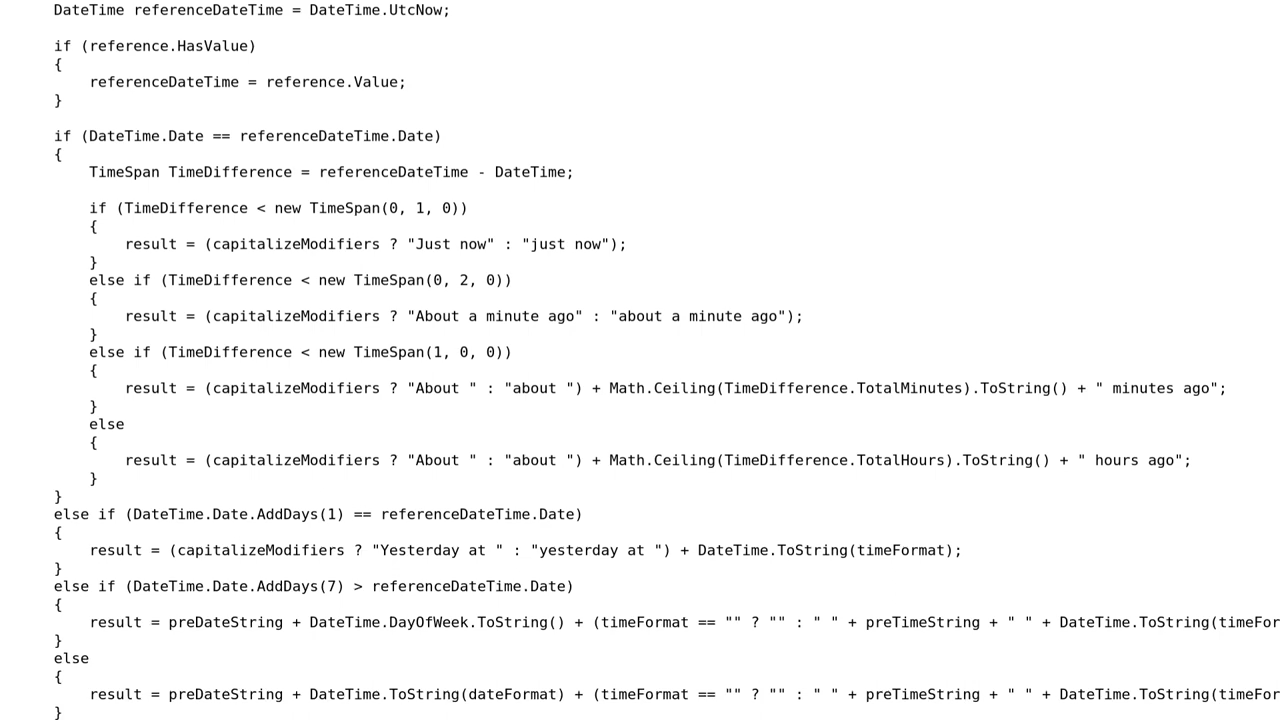 DateTime referenceDateTime = DateTime.UtcNow;
if (reference.HasValue)
{
referenceDateTime = reference.Value;
}
if (DateTime.Date == referenceDateTime.Date)
{
TimeSpan TimeDifference = referenceDateTime - DateTime;
if (TimeDifference < new TimeSpan(0, 1, 0))
{
result = (capitalizeModifiers ? "Just now" : "just now");
}
else if (TimeDifference < new TimeSpan(0, 2, 0))
{
result = (capitalizeModifiers ? "About a minute ago" : "about a minute ago");
}
else if (TimeDifference < new TimeSpan(1, 0, 0))
{
result = (capitalizeModifiers ? "About " : "about ") + Math.Ceiling(TimeDifference.TotalMinutes).ToString() + " minutes ago";
}
else
{
result = (capitalizeModifiers ? "About " : "about ") + Math.Ceiling(TimeDifference.TotalHours).ToString() + " hours ago";
}
}
else if (DateTime.Date.AddDays(1) == referenceDateTime.Date)
{
result = (capitalizeModifiers ? "Yesterday at " : "yesterday at ") + DateTime.ToString(timeFormat);
}
else if (DateTime.Date.AddDays(7) > referenceDateTime.Date)
{
result = preDateString + DateTime.DayOfWeek.ToString() + (timeFormat == "" ? "" : " " + preTimeString + " " + DateTime.ToString(timeFor
}
else
{
result = preDateString + DateTime.ToString(dateFormat) + (timeFormat == "" ? "" : " " + preTimeString + " " + DateTime.ToString(timeFor
}